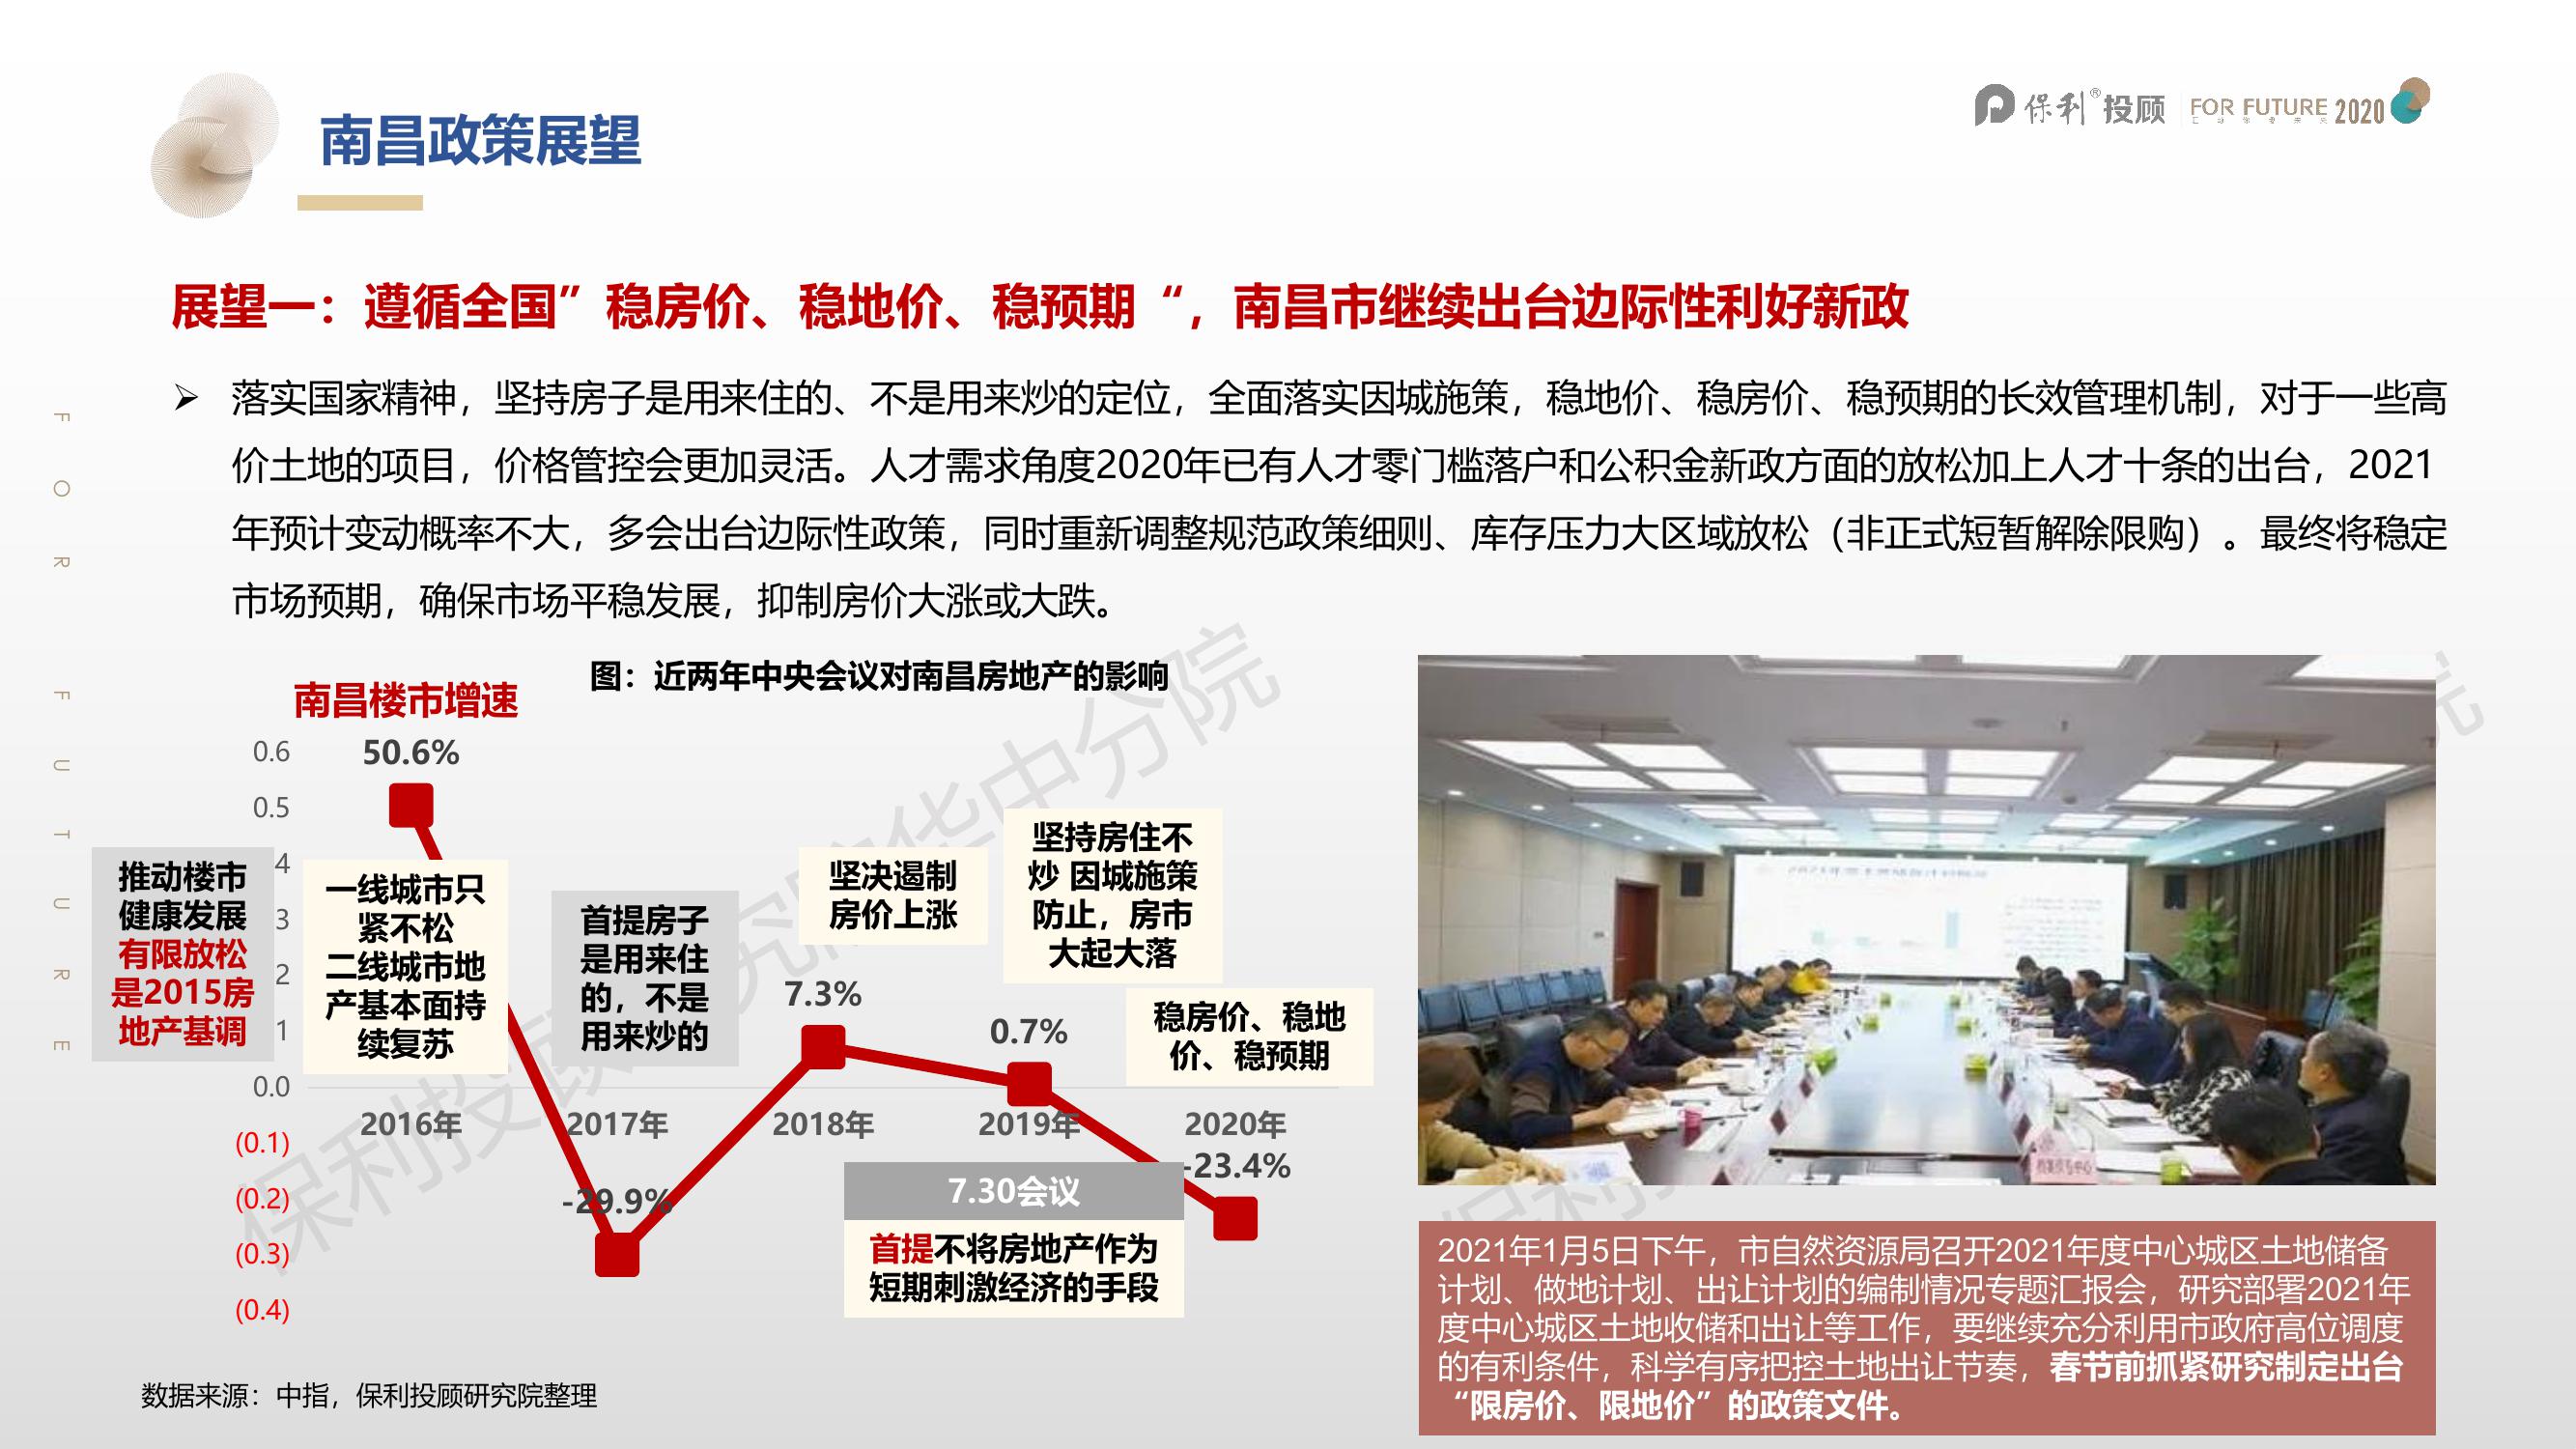 南昌政策展望
保利®投顾 FOR FUTURE 2020
展望一：遵循全国”稳房价、稳地价、稳预期“，南昌市继续出台边际性利好新政
落实国家精神，坚持房子是用来住的、不是用来炒的定位，全面落实因城施策，稳地价、稳房价、稳预期的长效管理机制，对于一些高
价土地的项目，价格管控会更加灵活。人才需求角度2020年已有人才零门槛落户和公积金新政方面的放松加上人才十条的出台，2021
年预计变动概率不大，多会出台边际性政策，同时重新调整规范政策细则、库存压力大区域放松（非正式短暂解除限购）。最终将稳定
市场预期，确保市场平稳发展，抑制房价大涨或大跌。
FOR FUTURE
图：近两年中央会议对南昌房地产的影响
南昌楼市增速
0.6
0.5
4
3
2
1
0.0
(0.1)
(0.2)
(0.3)
(0.4)
50.6%
-29.9%
7.3%
0.7%
-23.4%
2016年
2017年
2018年
2019年
2020年
推动楼市
健康发展
有限放松
是2015房
地产基调
一线城市只
紧不松
二线城市地
产基本面持
续复苏
首提房子
是用来住
的，不是
用来炒的
坚决遏制
房价上涨
坚持房住不
炒 因城施策
防止，房市
大起大落
稳房价、稳地
价、稳预期
7.30会议
首提不将房地产作为
短期刺激经济的手段
2021年1月5日下午，市自然资源局召开2021年度中心城区土地储备
计划、做地计划、出让计划的编制情况专题汇报会，研究部署2021年
度中心城区土地收储和出让等工作，要继续充分利用市政府高位调度
的有利条件，科学有序把控土地出让节奏，春节前抓紧研究制定出台
“限房价、限地价”的政策文件。
数据来源：中指，保利投顾研究院整理
保利投顾研究院华中分院